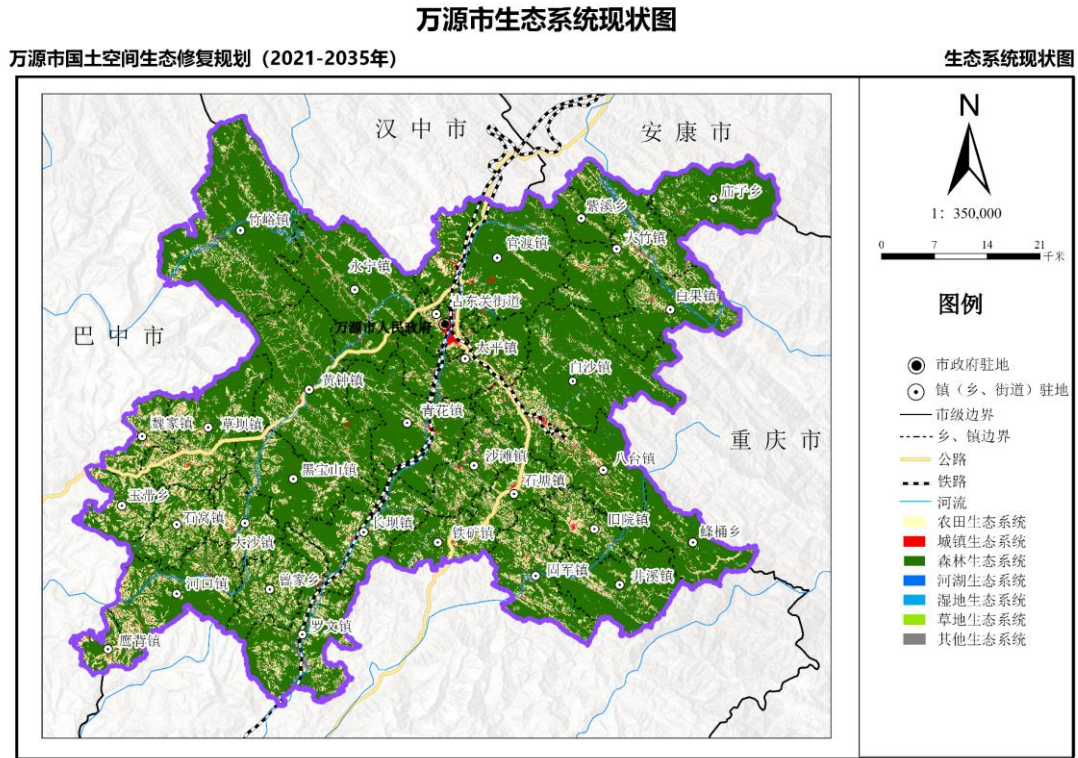 万源市生态系统现状图
万源市国土空间生态修复规划（2021-2035年）
生态系统现状图
汉中市
安康市
巴中市
重庆市
庙子乡
紫溪乡
竹峪镇
大竹镇
官渡镇
永宁镇
白果镇
古东关街道
万源市人民政府
太平镇
白沙镇
黄钟镇
青花镇
魏家镇
草坝镇
沙滩镇
八台镇
黑宝山镇
石塘镇
玉带乡
石窝镇
大沙镇
长坝镇
铁矿镇
旧院镇
蜂桶乡
河口镇
曾家乡
固军镇
井溪镇
罗文镇
鹰背镇
N
1：350,000
0 7 14 21
千米
图例
市政府驻地
镇（乡、街道）驻地
市级边界
乡、镇边界
公路
铁路
河流
农田生态系统
城镇生态系统
森林生态系统
河湖生态系统
湿地生态系统
草地生态系统
其他生态系统